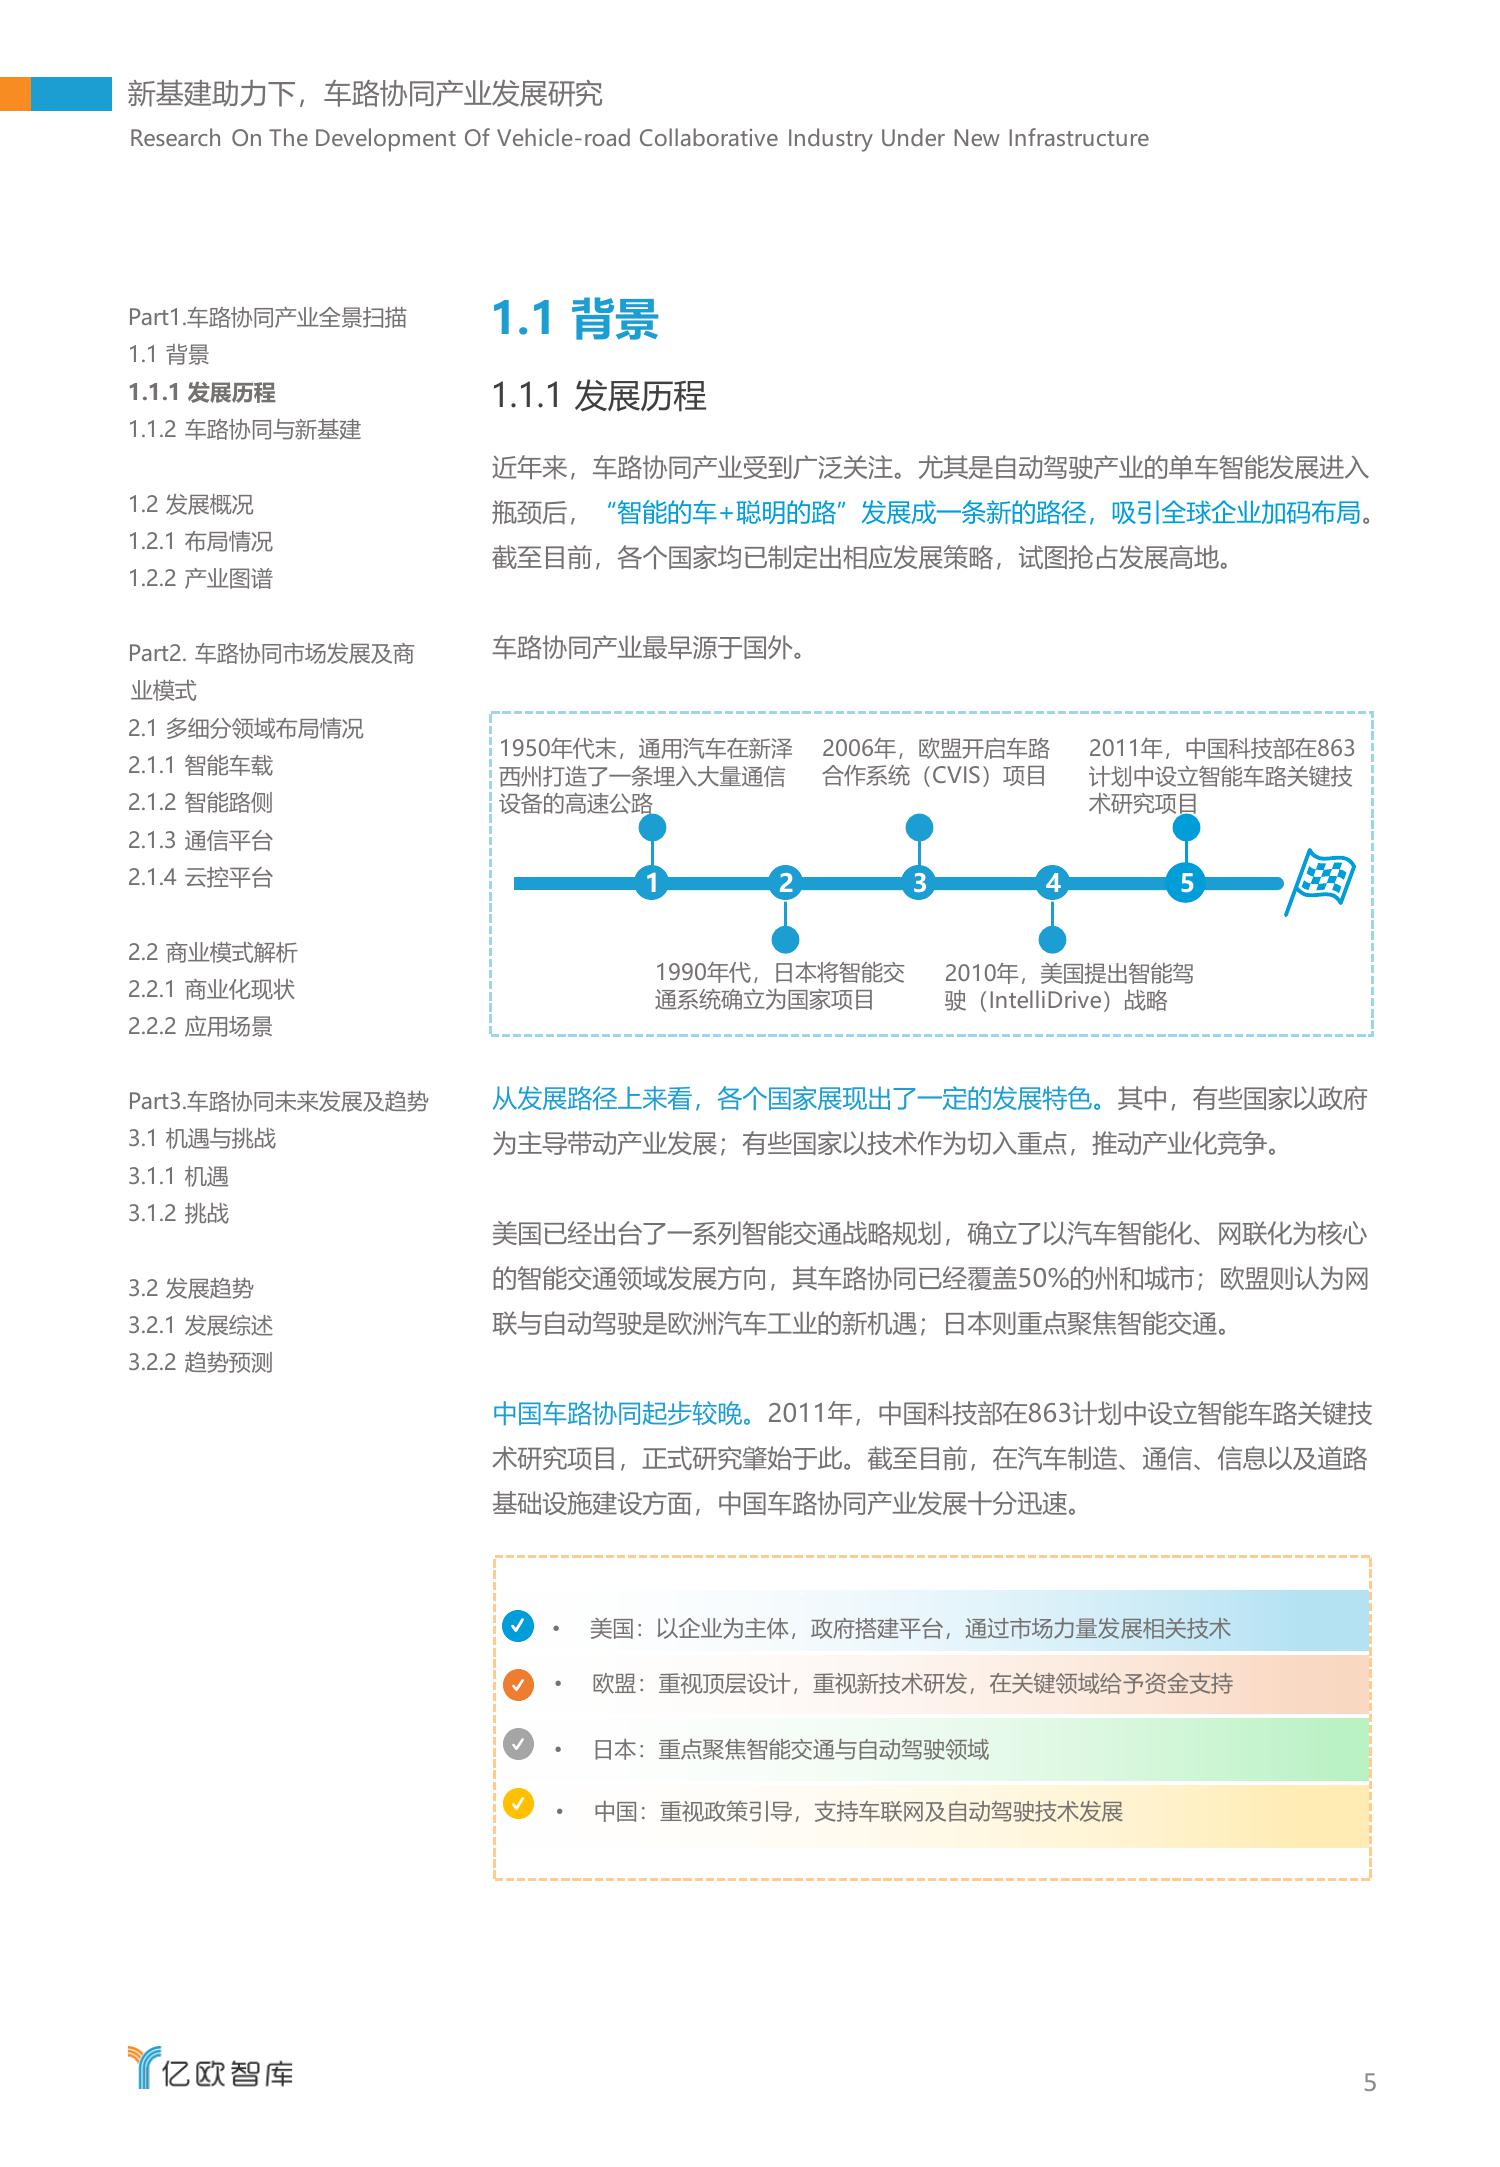 新基建助力下，车路协同产业发展研究
Research On The Development Of Vehicle-road Collaborative Industry Under New Infrastructure
Part1.车路协同产业全景扫描
1.1 背景
1.1.1 发展历程
1.1.2 车路协同与新基建
1.2 发展概况
1.2.1 布局情况
1.2.2 产业图谱
Part2. 车路协同市场发展及商
业模式
2.1 多细分领域布局情况
2.1.1 智能车载
2.1.2 智能路侧
2.1.3 通信平台
2.1.4 云控平台
2.2 商业模式解析
2.2.1 商业化现状
2.2.2 应用场景
Part3.车路协同未来发展及趋势
3.1 机遇与挑战
3.1.1 机遇
3.1.2 挑战
3.2 发展趋势
3.2.1 发展综述
3.2.2 趋势预测
1.1 背景
1.1.1 发展历程
近年来，车路协同产业受到广泛关注。尤其是自动驾驶产业的单车智能发展进入
瓶颈后，“智能的车+聪明的路”发展成一条新的路径，吸引全球企业加码布局。
截至目前，各个国家均已制定出相应发展策略，试图抢占发展高地。
车路协同产业最早源于国外。
1950年代末，通用汽车在新泽
西州打造了一条埋入大量通信
设备的高速公路
2006年，欧盟开启车路
合作系统（CVIS）项目
2011年，中国科技部在863
计划中设立智能车路关键技
术研究项目
1 2 3 4 5
1990年代，日本将智能交
通系统确立为国家项目
2010年，美国提出智能驾
驶（IntelliDrive）战略
从发展路径上来看，各个国家展现出了一定的发展特色。其中，有些国家以政府
为主导带动产业发展；有些国家以技术作为切入重点，推动产业化竞争。
美国已经出台了一系列智能交通战略规划，确立了以汽车智能化、网联化为核心
的智能交通领域发展方向，其车路协同已经覆盖50%的州和城市；欧盟则认为网
联与自动驾驶是欧洲汽车工业的新机遇；日本则重点聚焦智能交通。
中国车路协同起步较晚。2011年，中国科技部在863计划中设立智能车路关键技
术研究项目，正式研究肇始于此。截至目前，在汽车制造、通信、信息以及道路
基础设施建设方面，中国车路协同产业发展十分迅速。
• 美国：以企业为主体，政府搭建平台，通过市场力量发展相关技术
• 欧盟：重视顶层设计，重视新技术研发，在关键领域给予资金支持
• 日本：重点聚焦智能交通与自动驾驶领域
• 中国：重视政策引导，支持车联网及自动驾驶技术发展
亿欧智库
5